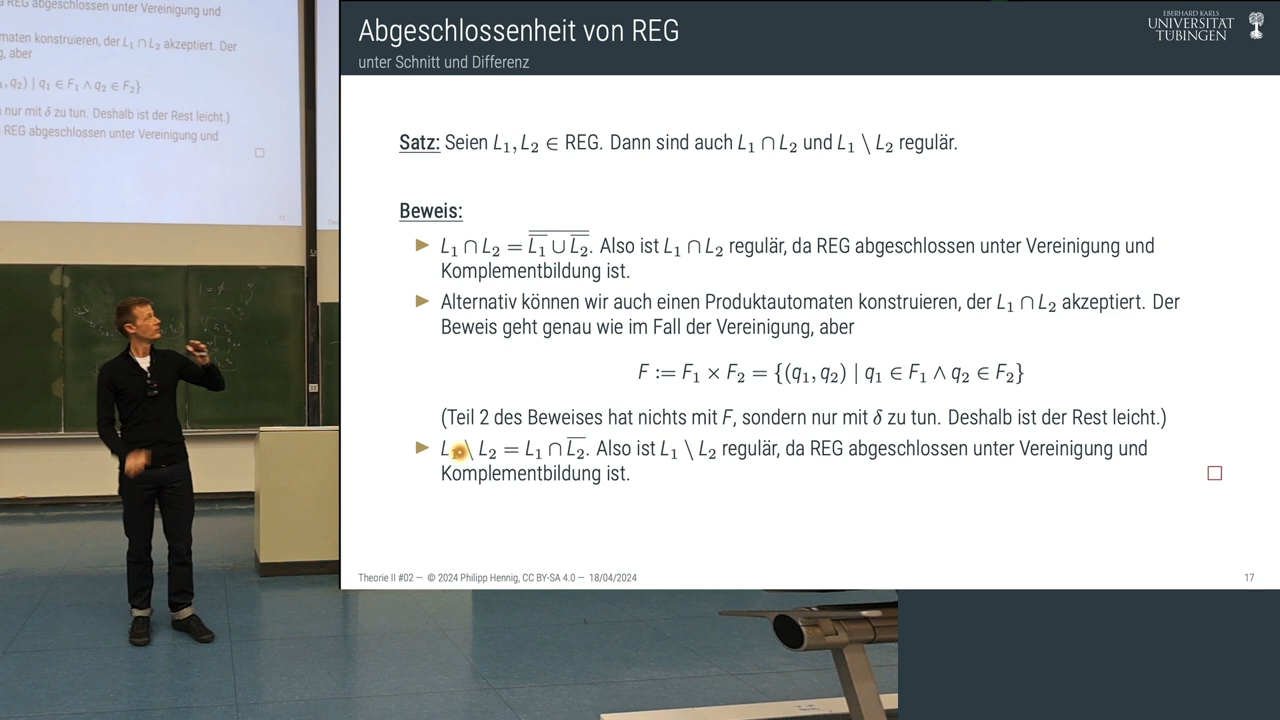 REG abgeschlossen unter Vereinigung und
maten konstruieren, der L₁ ∩ L₂ akzeptiert. Der
, aber
, q₂) | q₁ ∈ F₁ ∧ q₂ ∈ F₂}
nur mit δ zu tun. Deshalb ist der Rest leicht.)
REG abgeschlossen unter Vereinigung und
17
Abgeschlossenheit von REG
unter Schnitt und Differenz
EBERHARD KARLS
UNIVERSITÄT
TÜBINGEN
Satz: Seien L₁, L₂ ∈ REG. Dann sind auch L₁ ∩ L₂ und L₁ \ L₂ regulär.
Beweis:
▶ L₁ ∩ L₂ = \overline{\overline{L₁} ∪ \overline{L₂}}. Also ist L₁ ∩ L₂ regulär, da REG abgeschlossen unter Vereinigung und
Komplementbildung ist.
▶ Alternativ können wir auch einen Produktautomaten konstruieren, der L₁ ∩ L₂ akzeptiert. Der
Beweis geht genau wie im Fall der Vereinigung, aber
F := F₁ × F₂ = {(q₁, q₂) | q₁ ∈ F₁ ∧ q₂ ∈ F₂}
(Teil 2 des Beweises hat nichts mit F, sondern nur mit δ zu tun. Deshalb ist der Rest leicht.)
▶ L₁ \ L₂ = L₁ ∩ \overline{L₂}. Also ist L₁ \ L₂ regulär, da REG abgeschlossen unter Vereinigung und
Komplementbildung ist.
Theorie II #02 — © 2024 Philipp Hennig, CC BY-SA 4.0 — 18/04/2024
17